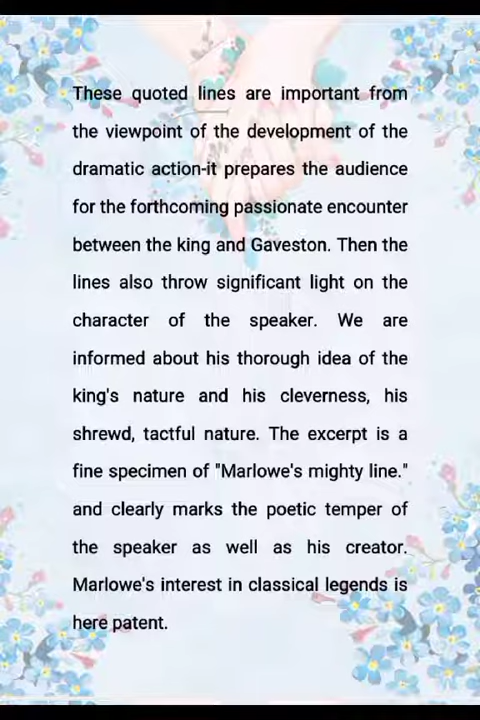 These quoted lines are important from
the viewpoint of the development of the
dramatic action-it prepares the audience
for the forthcoming passionate encounter
between the king and Gaveston. Then the
lines also throw significant light on the
character of the speaker. We are
informed about his thorough idea of the
king's nature and his cleverness, his
shrewd, tactful nature. The excerpt is a
fine specimen of "Marlowe's mighty line."
and clearly marks the poetic temper of
the speaker as well as his creator.
Marlowe's interest in classical legends is
here patent.